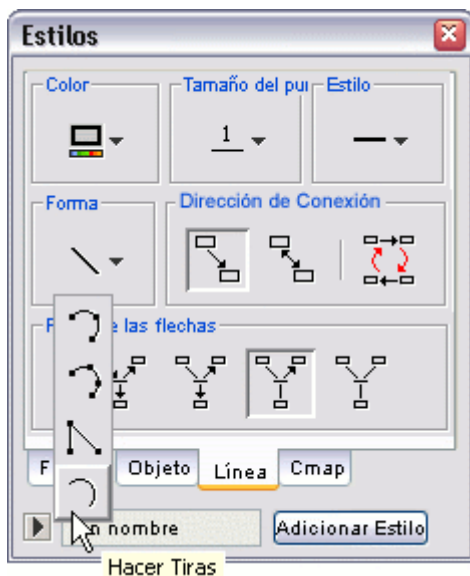 Estilos
Color
Tamaño del pu
Estilo
1
Forma
Dirección de Conexión
de las flechas
F
Objeto
Línea
Cmap
nombre
Adicionar Estilo
Hacer Tiras